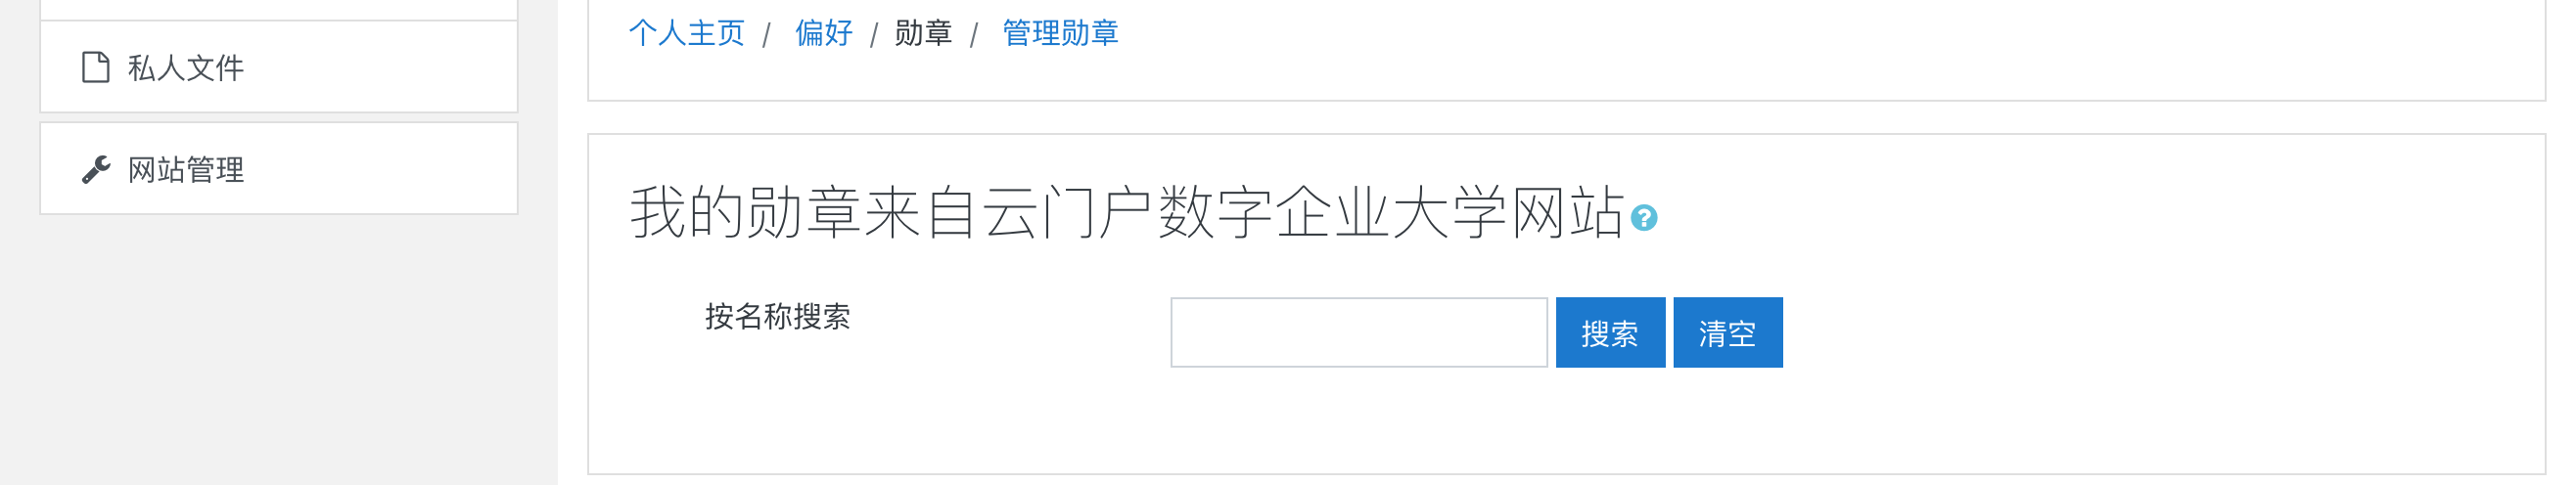 个人主页 / 偏好 / 勋章 / 管理勋章
私人文件
网站管理
我的勋章来自云门户数字企业大学网站
按名称搜索
搜索 清空